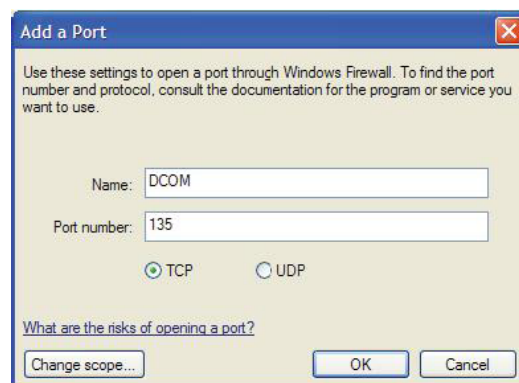 Add a Port
Use these settings to open a port through Windows Firewall. To find the port
number and protocol, consult the documentation for the program or service you
want to use.
Name: DCOM
Port number: 135
TCP UDP
What are the risks of opening a port?
Change scope... OK Cancel